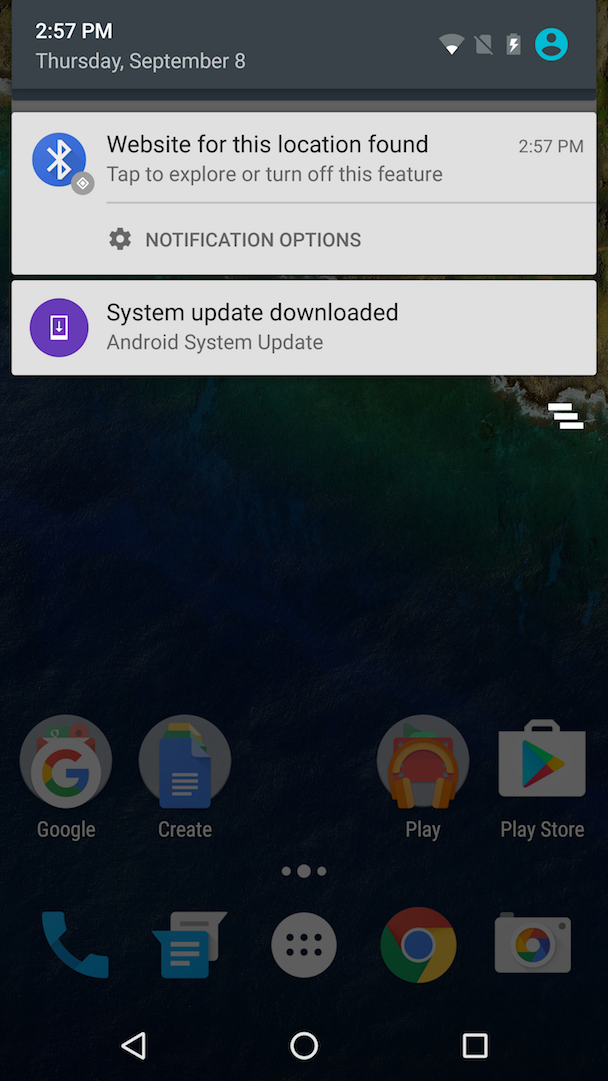 2:57 PM
Thursday, September 8
Website for this location found
2:57 PM
Tap to explore or turn off this feature
NOTIFICATION OPTIONS
System update downloaded
Android System Update
Google
Create
Play
Play Store